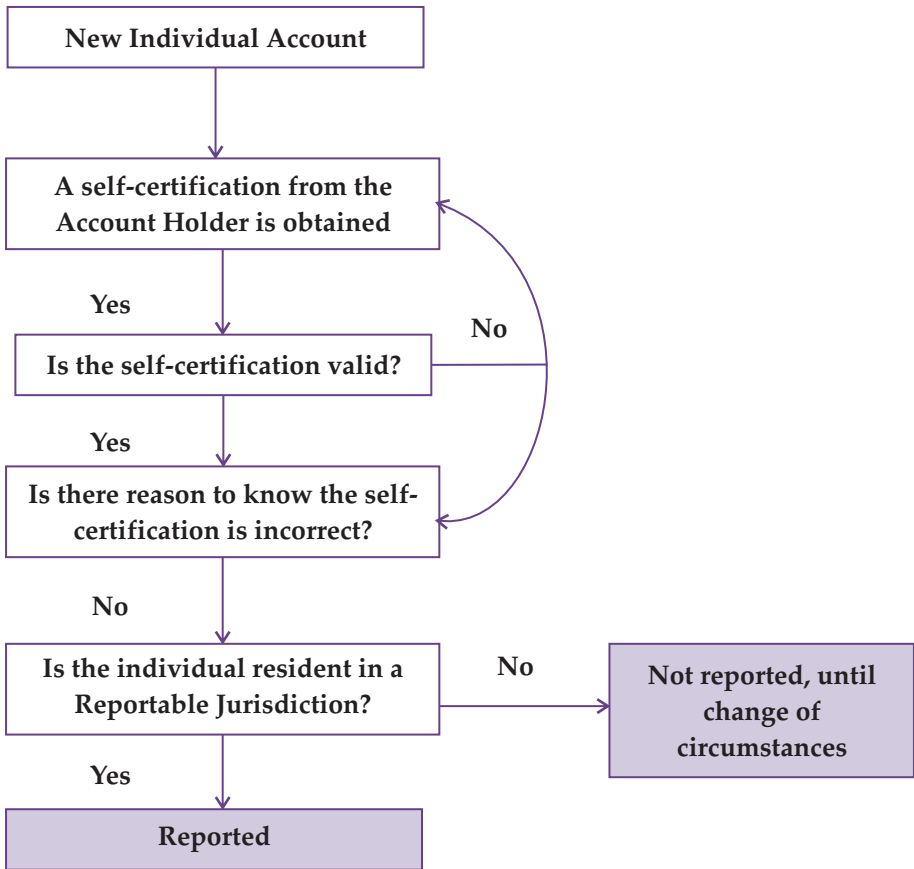 New Individual Account
A self-certification from the
Account Holder is obtained
Yes
No
Is the self-certification valid?
Yes
Is there reason to know the self-
certification is incorrect?
No
Is the individual resident in a
Reportable Jurisdiction?
No
Not reported, until
change of
circumstances
Yes
Reported